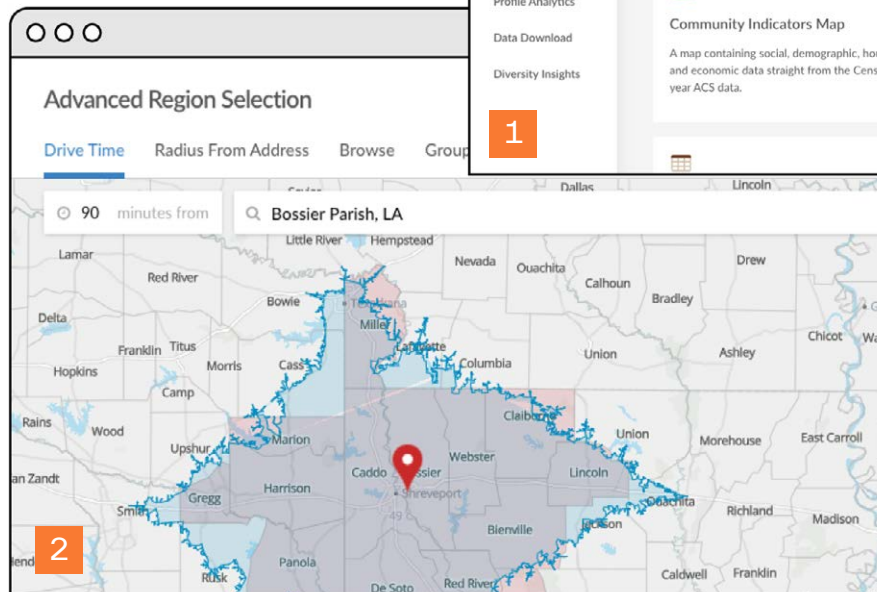 Profile Analytics
Data Download
Diversity Insights
Community Indicators Map
A map containing social, demographic, hou
and economic data straight from the Cens
year ACS data.
1
Advanced Region Selection
Drive Time Radius From Address Browse Group
90 minutes from Bossier Parish, LA
Dallas Lincoln
Little River Hempstead
Lamar Nevada Ouachita Drew
Red River Calhoun
Bowie Bradley
Delta Miller Chicot Wa
Franklin Titus Lafayette Union Ashley
Hopkins Morris Cass Columbia
Camp
Rains Wood Claiborne
Upshur Marion Union Morehouse East Carroll
an Zandt Caddo Bossier Webster Lincoln
Harrison Shreveport
Smith Gregg Ouachita Richland
49 Bienville Jackson Madison
2
Panola
Rusk De Soto Red River Caldwell Franklin